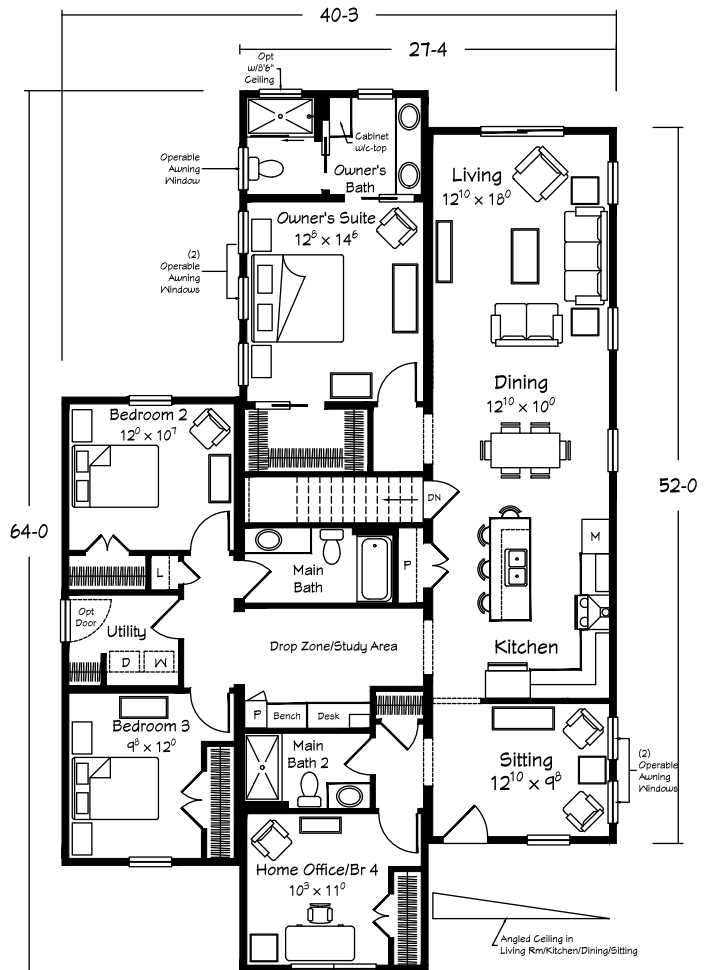 40-3
27-4
Opt
w/8'6"
Ceiling
Cabinet
w/c-top
Operable
Awning
Window
Owner's
Bath
Living
12¹⁰ × 18⁰
Owner's Suite
12⁸ × 14⁶
(2)
Operable
Awning
Windows
Dining
12¹⁰ × 10⁰
Bedroom 2
12⁰ × 10⁷
52-0
DN
64-0
M
L
Main
Bath
P
Opt
Door
Utility
D
W
Drop Zone/Study Area
Kitchen
P
Bench
Desk
Bedroom 3
9⁸ × 12⁰
Main
Bath 2
Sitting
12¹⁰ × 9⁸
(2)
Operable
Awning
Windows
Home Office/Br 4
10³ × 11⁰
Angled Ceiling in
Living Rm/Kitchen/Dining/Sitting